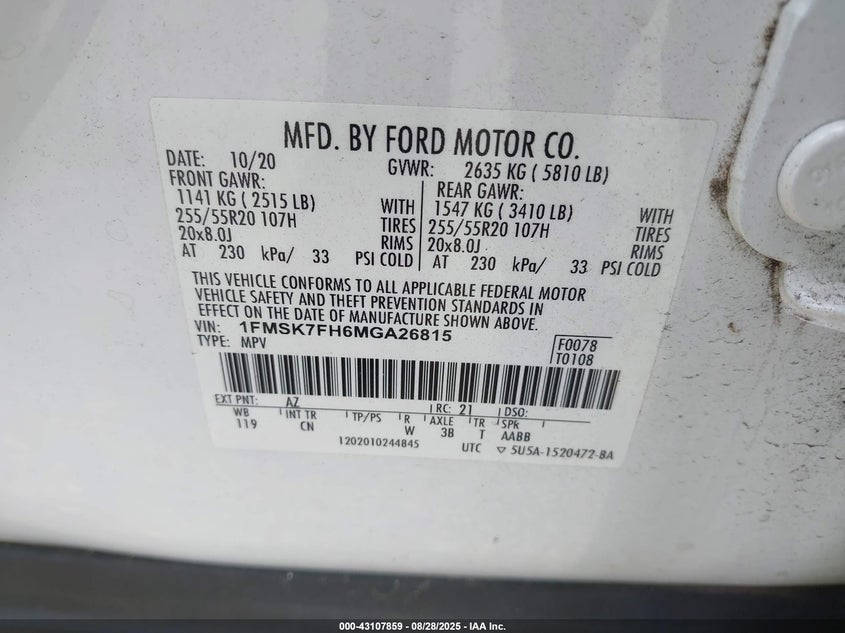 MFD. BY FORD MOTOR CO.
DATE: 10/20 GVWR: 2635 KG ( 5810 LB)
FRONT GAWR: REAR GAWR:
1141 KG ( 2515 LB) WITH 1547 KG ( 3410 LB) WITH
255/55R20 107H TIRES 255/55R20 107H TIRES
20x8.0J RIMS 20x8.0J RIMS
AT 230 kPa/ 33 PSI COLD AT 230 kPa/ 33 PSI COLD
THIS VEHICLE CONFORMS TO ALL APPLICABLE FEDERAL MOTOR
VEHICLE SAFETY AND THEFT PREVENTION STANDARDS IN
EFFECT ON THE DATE OF MANUFACTURE SHOWN ABOVE.
VIN: 1FMSK7FH6MGA26815 F0078
TYPE: MPV T0108
EXT PNT: AZ RC: 21 DSO:
WB INT TR TP/PS R AXLE TR SPR
119 CN W 3B T AABB
1202010244845 UTC ▽ 5U5A-1520472-BA
000-43107859 - 08/28/2025 - IAA Inc.